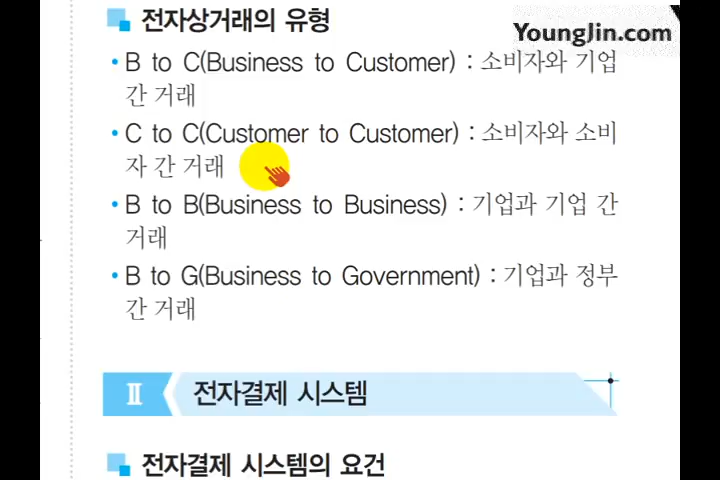 전자상거래의 유형
YoungJin.com
• B to C(Business to Customer) : 소비자와 기업
간 거래
• C to C(Customer to Customer) : 소비자와 소비
자 간 거래
• B to B(Business to Business) : 기업과 기업 간
거래
• B to G(Business to Government) : 기업과 정부
간 거래
Ⅱ 전자결제 시스템
전자결제 시스템의 요건